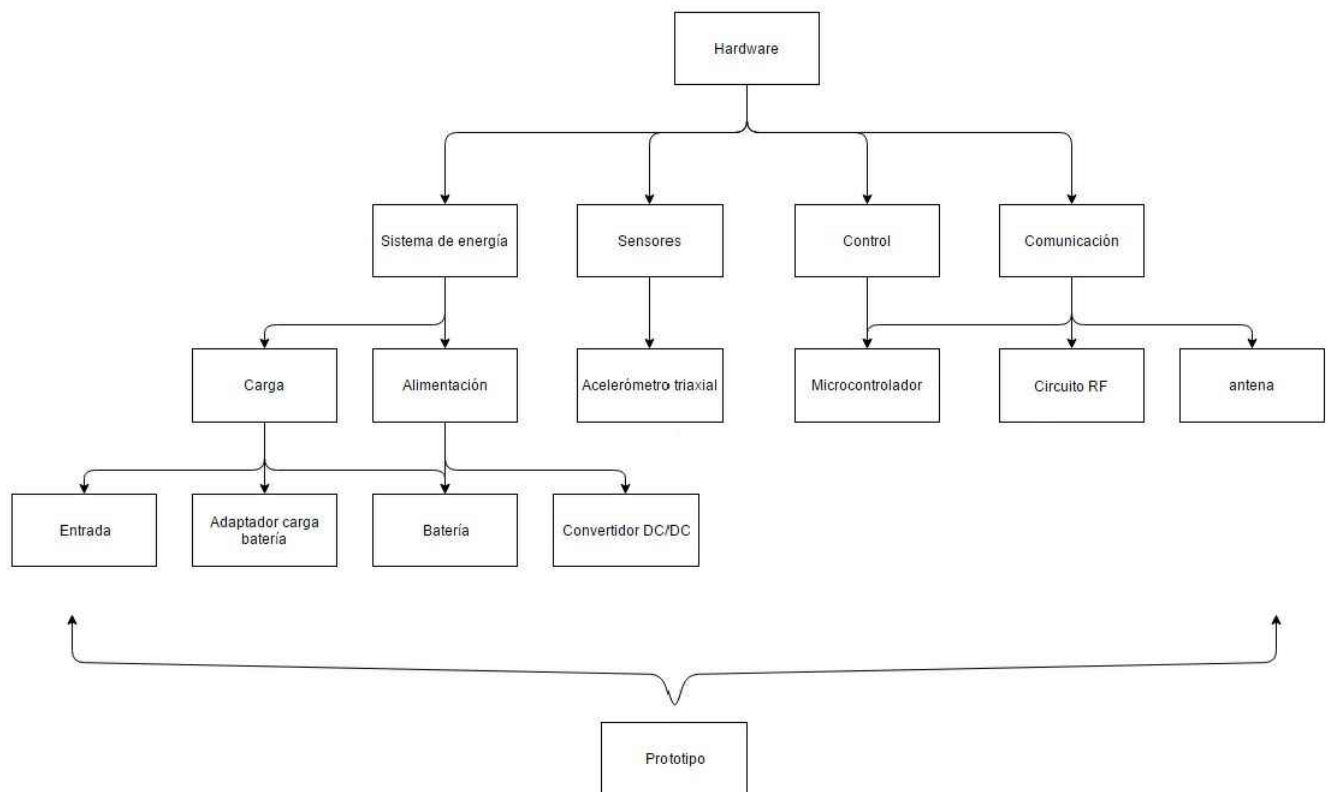 Hardware
Sistema de energía
Sensores
Control
Comunicación
Carga
Alimentación
Acelerómetro triaxial
Microcontrolador
Circuito RF
antena
Entrada
Adaptador carga
batería
Batería
Convertidor DC/DC
Prototipo